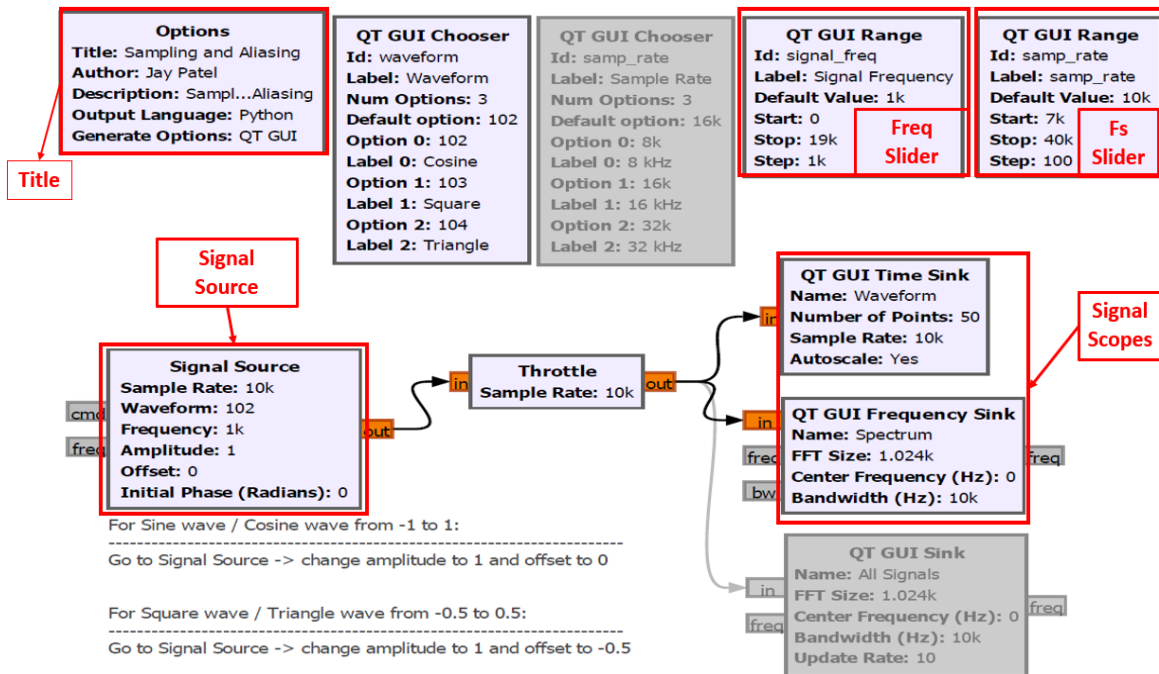 Options
Title: Sampling and Aliasing
Author: Jay Patel
Description: Sampl...Aliasing
Output Language: Python
Generate Options: QT GUI
Title
QT GUI Chooser
Id: waveform
Label: Waveform
Num Options: 3
Default option: 102
Option 0: 102
Label 0: Cosine
Option 1: 103
Label 1: Square
Option 2: 104
Label 2: Triangle
QT GUI Chooser
Id: samp_rate
Label: Sample Rate
Num Options: 3
Default option: 16k
Option 0: 8k
Label 0: 8 kHz
Option 1: 16k
Label 1: 16 kHz
Option 2: 32k
Label 2: 32 kHz
QT GUI Range
Id: signal_freq
Label: Signal Frequency
Default Value: 1k
Start: 0
Stop: 19k
Step: 1k
Freq
Slider
QT GUI Range
Id: samp_rate
Label: samp_rate
Default Value: 10k
Start: 7k
Stop: 40k
Step: 100
Fs
Slider
Signal
Source
Signal Source
Sample Rate: 10k
Waveform: 102
Frequency: 1k
Amplitude: 1
Offset: 0
Initial Phase (Radians): 0
cmd
freq
out
in
Throttle
Sample Rate: 10k
out
in
QT GUI Time Sink
Name: Waveform
Number of Points: 50
Sample Rate: 10k
Autoscale: Yes
Signal
Scopes
in
freq
bw
QT GUI Frequency Sink
Name: Spectrum
FFT Size: 1.024k
Center Frequency (Hz): 0
Bandwidth (Hz): 10k
freq
in
freq
QT GUI Sink
Name: All Signals
FFT Size: 1.024k
Center Frequency (Hz): 0
Bandwidth (Hz): 10k
Update Rate: 10
freq
For Sine wave / Cosine wave from -1 to 1:
--------------------------------------------------------------------
Go to Signal Source -> change amplitude to 1 and offset to 0
For Square wave / Triangle wave from -0.5 to 0.5:
--------------------------------------------------------------------
Go to Signal Source -> change amplitude to 1 and offset to -0.5